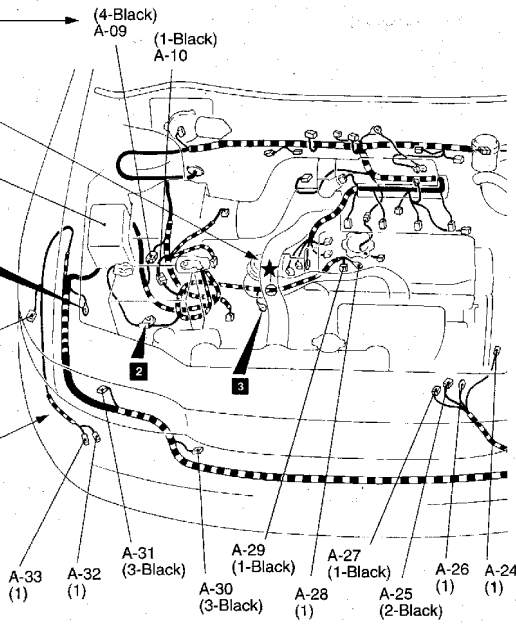 (4-Black)
A-09
(1-Black)
A-10
2
3
A-31
(3-Black)
A-29
(1-Black)
A-27
(1-Black)
A-33
(1)
A-32
(1)
A-30
(3-Black)
A-28
(1)
A-25
(2-Black)
A-26
(1)
A-24
(1)